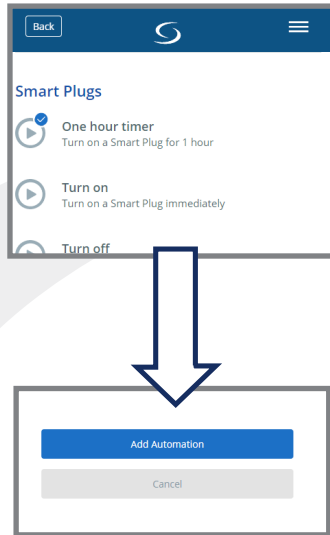 Back
Smart Plugs
One hour timer
Turn on a Smart Plug for 1 hour
Turn on
Turn on a Smart Plug immediately
Turn off
Add Automation
Cancel